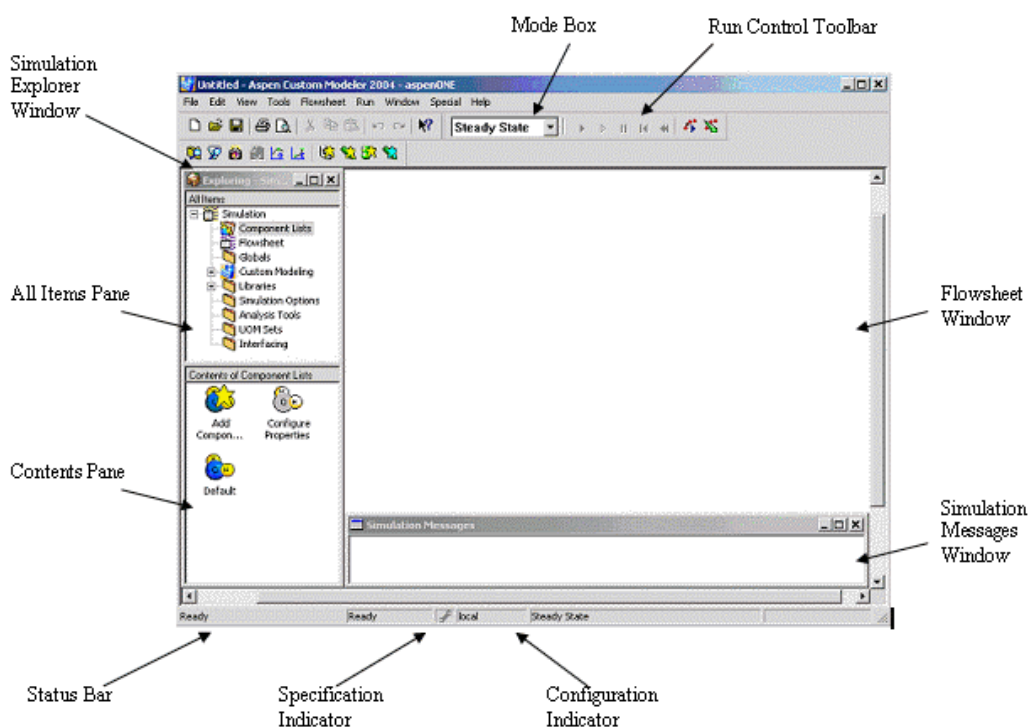 Mode Box
Run Control Toolbar
Simulation
Explorer
Window
Untitled - Aspen Custom Modeler 2004 - aspenONE
File Edit View Tools Flowsheet Run Window Special Help
Steady State
Exploring - Sim...
All Items
Simulation
Component Lists
Flowsheet
Globals
Custom Modeling
Libraries
Simulation Options
Analysis Tools
UOM Sets
Interfacing
All Items Pane
Flowsheet
Window
Contents of Component Lists
Add
Compon...
Configure
Properties
Default
Contents Pane
Simulation Messages
Simulation
Messages
Window
Ready
Ready
local
Steady State
Status Bar
Specification
Indicator
Configuration
Indicator